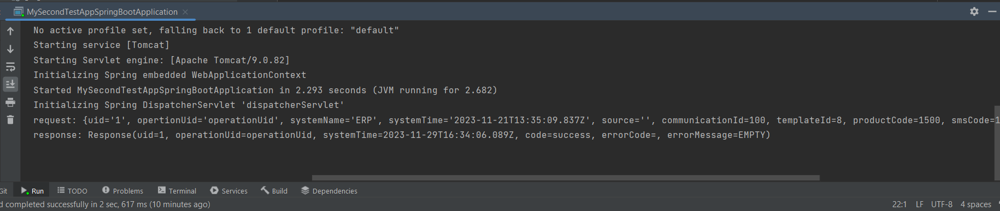 MySecondTestAppSpringBootApplication
No active profile set, falling back to 1 default profile: "default"
Starting service [Tomcat]
Starting Servlet engine: [Apache Tomcat/9.0.82]
Initializing Spring embedded WebApplicationContext
Started MySecondTestAppSpringBootApplication in 2.293 seconds (JVM running for 2.682)
Initializing Spring DispatcherServlet 'dispatcherServlet'
request: {uid='1', opertionUid='operationUid', systemName='ERP', systemTime='2023-11-21T13:35:09.837Z', source='', communicationId=100, templateId=8, productCode=1500, smsCode=1
response: Response(uid=1, operationUid=operationUid, systemTime=2023-11-29T16:34:06.089Z, code=success, errorCode=, errorMessage=EMPTY)
Git Run TODO Problems Terminal Services Build Dependencies
d completed successfully in 2 sec, 617 ms (10 minutes ago) 22:1 LF UTF-8 4 spaces